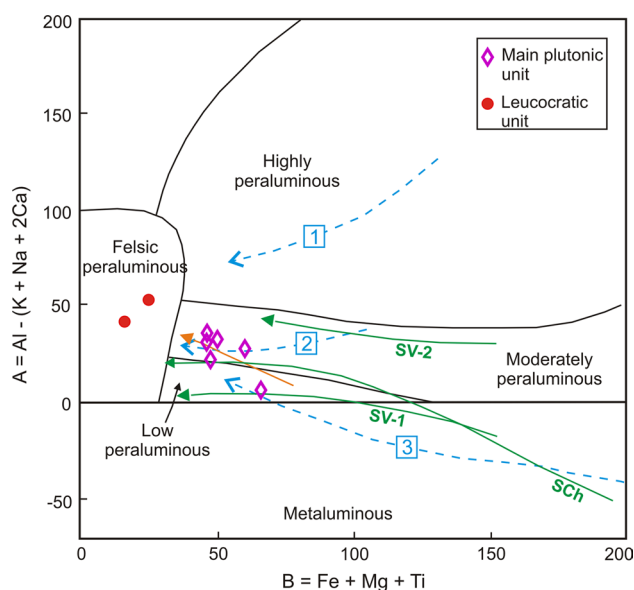 200
150
100
50
0
-50
A = Al - (K + Na + 2Ca)
Main plutonic
unit
Leucocratic
unit
Highly
peraluminous
1
Felsic
peraluminous
2
SV-2
Moderately
peraluminous
Low
peraluminous
SV-1
3
SCh
Metaluminous
0 50 100 150 200
B = Fe + Mg + Ti